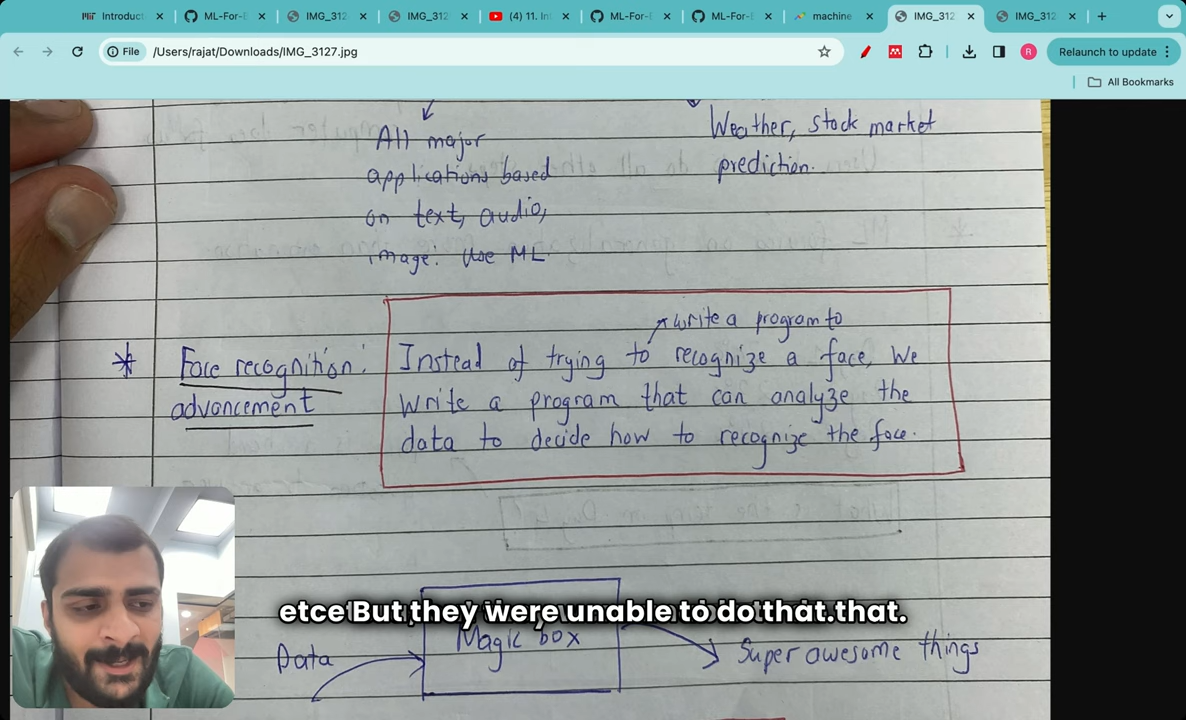 Introduct
ML-For-
IMG_312
IMG_312
(4) 11. In
ML-For-
ML-For-
machine
IMG_312
IMG_312
File /Users/rajat/Downloads/IMG_3127.jpg
R
Relaunch to update
All Bookmarks
All major
applications based
on text, audio,
image: Use ML
Weather, stock market
prediction.
write a program to
* Face recognition:
advancement
Instead of trying to recognize a face, we
write a program that can analyze the
data to decide how to recognize the face.
etce But they were unable to do that. that.
Data
Magic box
Super awesome things